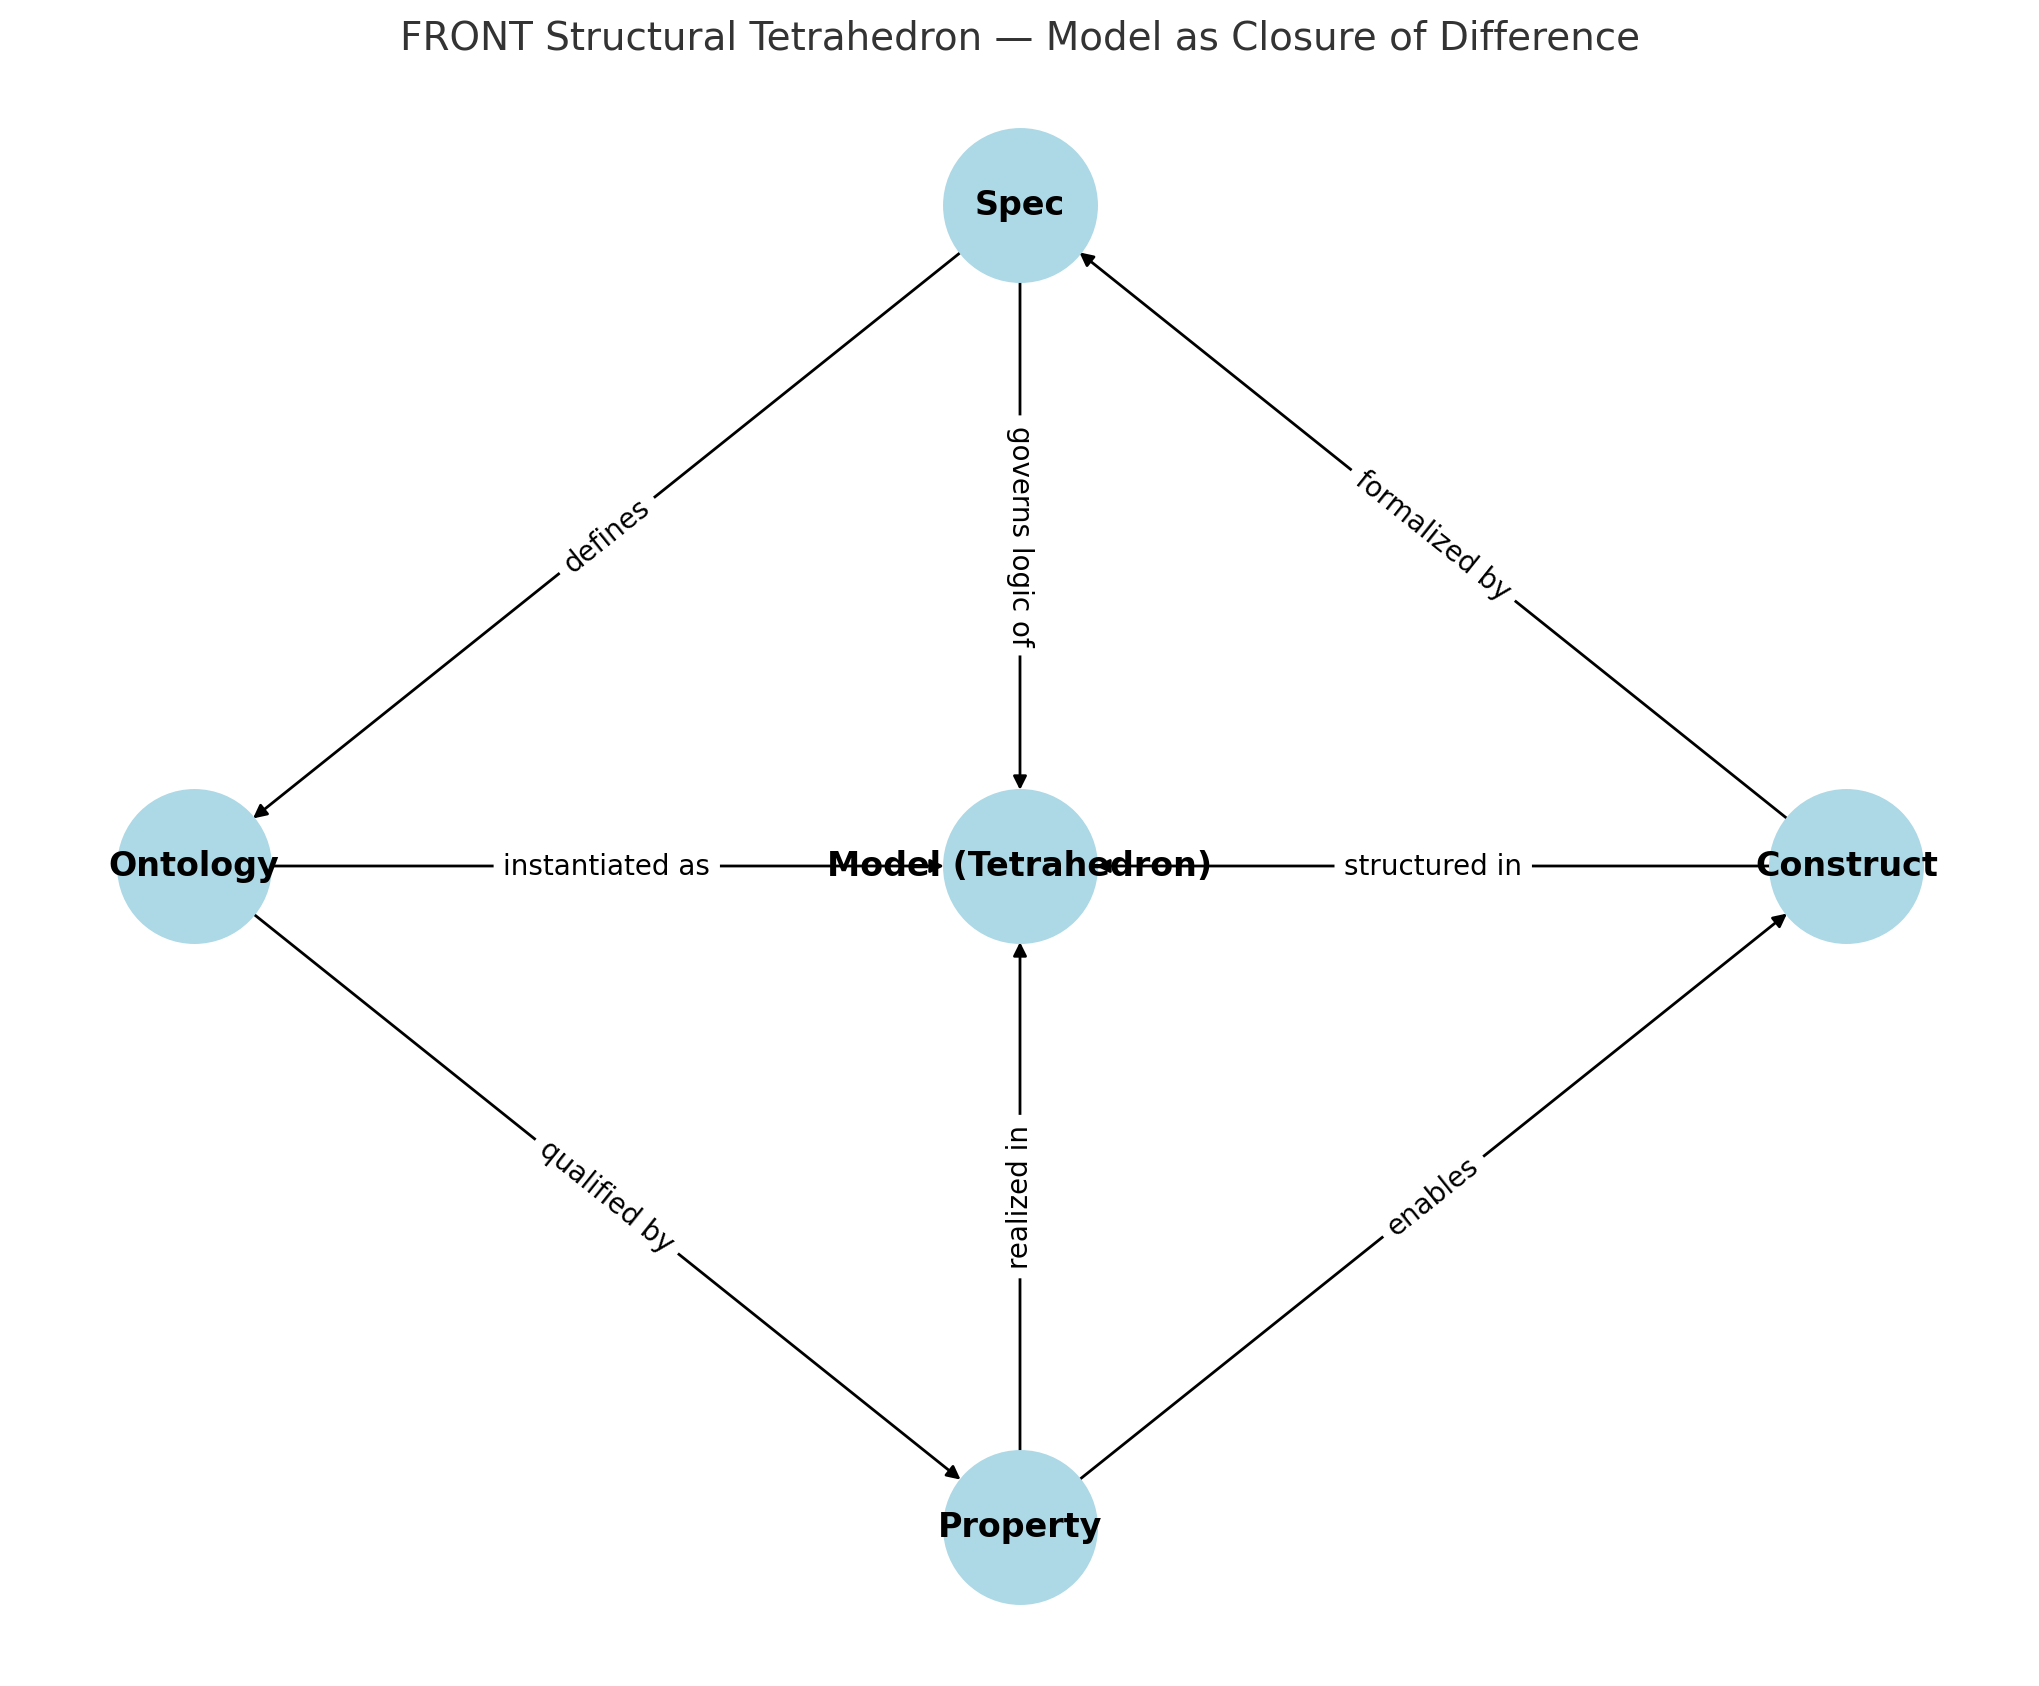 FRONT Structural Tetrahedron — Model as Closure of Difference
Spec
governs logic of
formalized by
defines
Ontology
instantiated as
Model (Tetrahedron)
structured in
Construct
qualified by
realized in
enables
Property